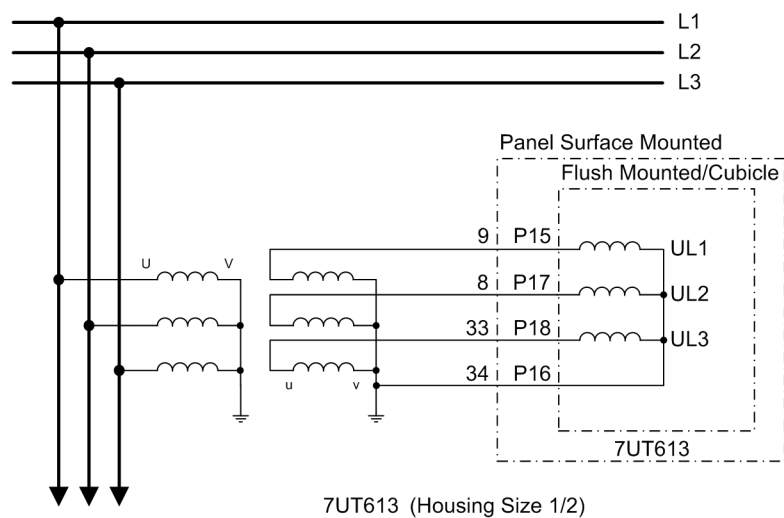 L1
L2
L3
Panel Surface Mounted
Flush Mounted/Cubicle
9 P15 UL1
U V
8 P17 UL2
33 P18 UL3
34 P16
u v
7UT613
7UT613 (Housing Size 1/2)